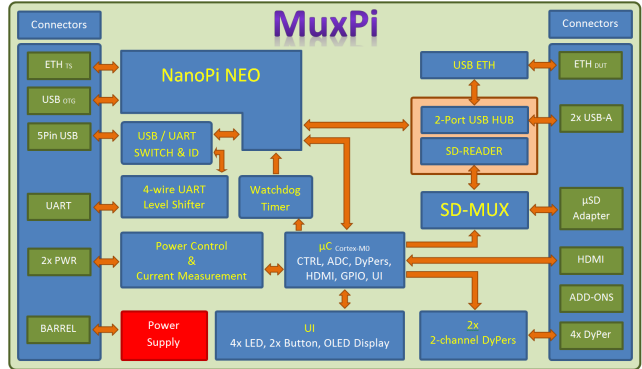 MuxPi
Connectors
ETH TS
USB OTG
5Pin USB
UART
2x PWR
BARREL
NanoPi NEO
USB / UART
SWITCH & ID
4-wire UART
Level Shifter
Watchdog
Timer
Power Control
&
Current Measurement
Power
Supply
µC Cortex-M0
CTRL, ADC, DyPers,
HDMI, GPIO, UI
UI
4x LED, 2x Button, OLED Display
USB ETH
2-Port USB HUB
SD-READER
SD-MUX
2x
2-channel DyPers
Connectors
ETH DUT
2x USB-A
µSD
Adapter
HDMI
ADD-ONS
4x DyPer